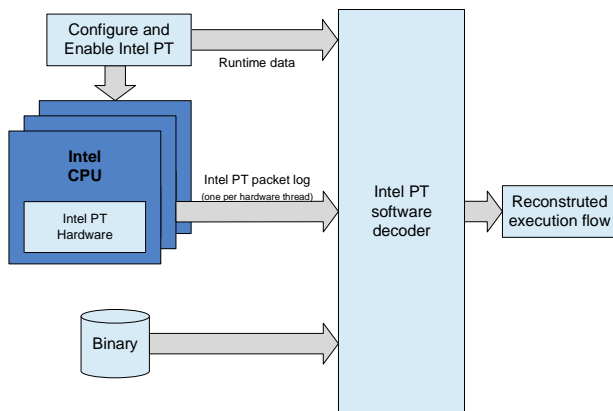 Configure and
Enable Intel PT
Runtime data
Intel
CPU
Intel PT
Hardware
Intel PT packet log
(one per hardware thread)
Intel PT
software
decoder
Reconstruted
execution flow
Binary